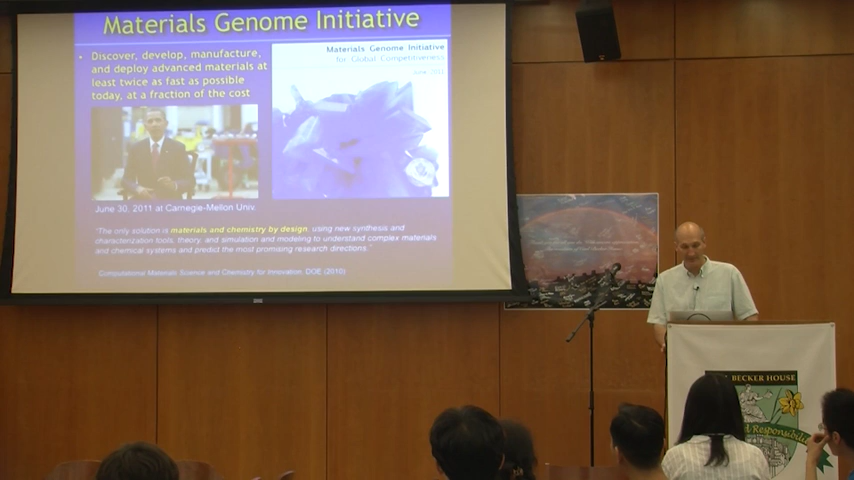 Materials Genome Initiative
• Discover, develop, manufacture,
and deploy advanced materials at
least twice as fast as possible
today, at a fraction of the cost
Materials Genome Initiative
for Global Competitiveness
June 2011
June 30, 2011 at Carnegie-Mellon Univ.
"The only solution is materials and chemistry by design, using new synthesis and
characterization tools, theory, and simulation and modeling to understand complex materials
and chemical systems and predict the most promising research directions."
Computational Materials Science and Chemistry for Innovation, DOE (2010)
BECKER HOUSE
Responsibili